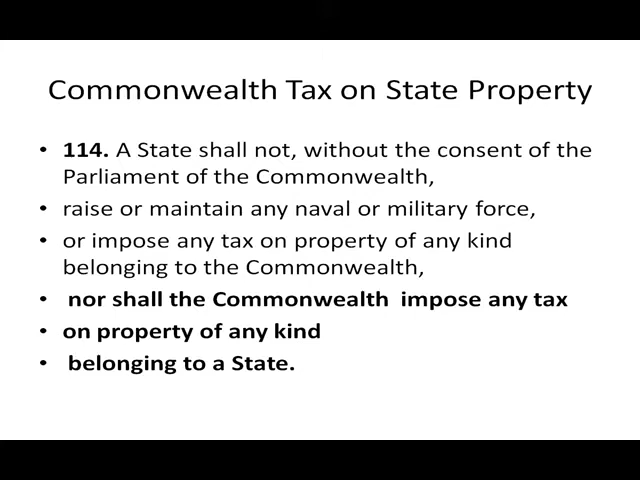 Commonwealth Tax on State Property
• 114. A State shall not, without the consent of the
Parliament of the Commonwealth,
• raise or maintain any naval or military force,
• or impose any tax on property of any kind
belonging to the Commonwealth,
• nor shall the Commonwealth impose any tax
• on property of any kind
• belonging to a State.